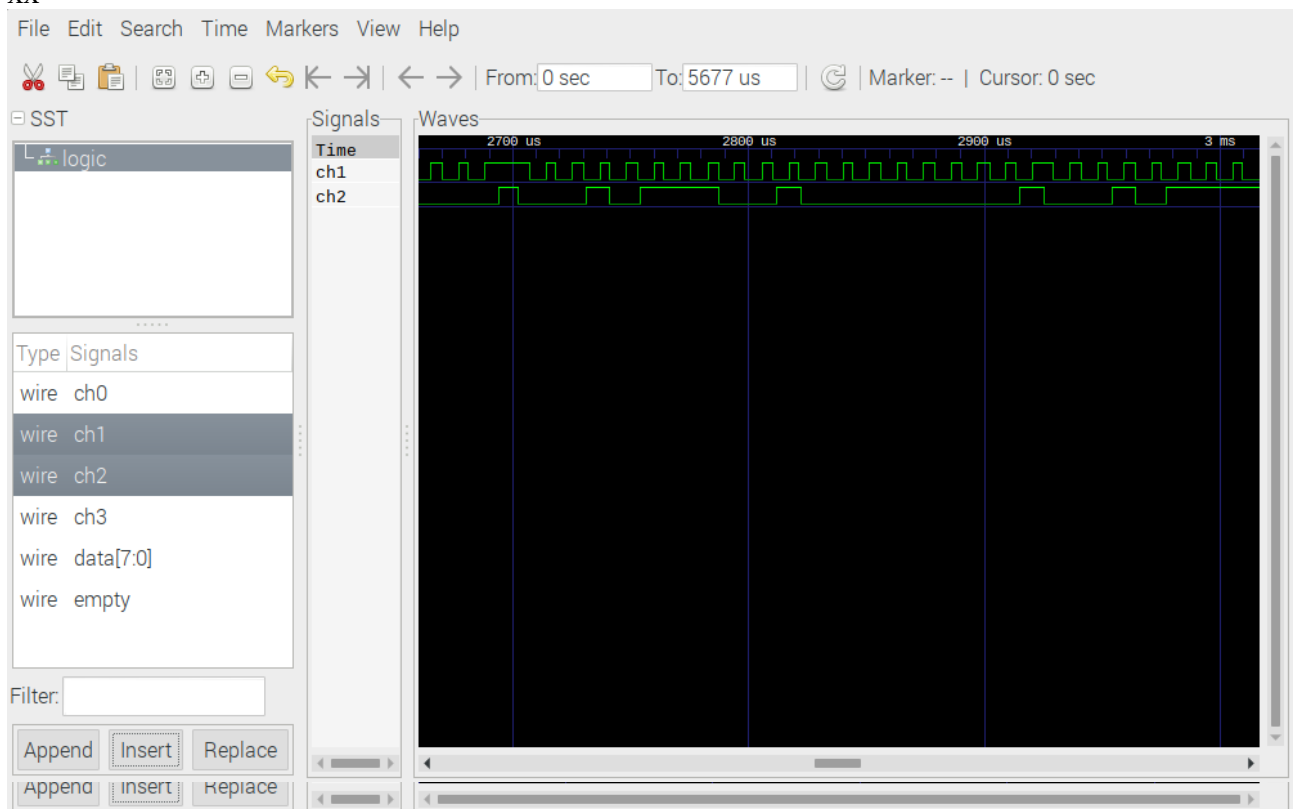 xx
File Edit Search Time Markers View Help
From: 0 sec To: 5677 us Marker: -- | Cursor: 0 sec
SST
logic
Type Signals
wire ch0
wire ch1
wire ch2
wire ch3
wire data[7:0]
wire empty
Filter:
Append Insert Replace
Append Insert Replace
Signals
Time
ch1
ch2
Waves
2700 us 2800 us 2900 us 3 ms